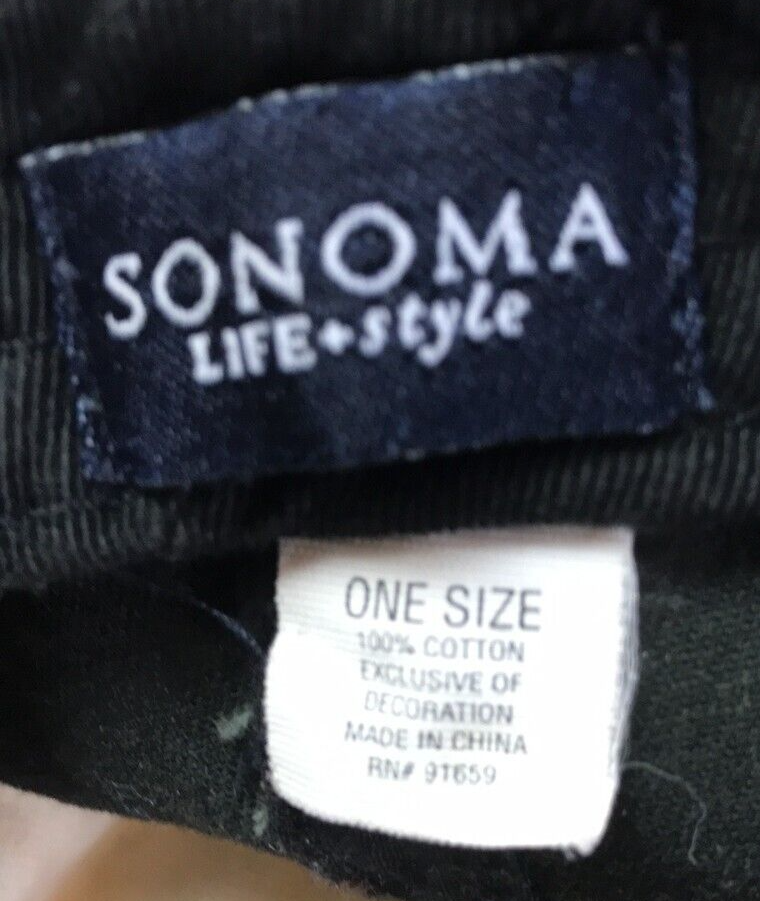 SONOMA
LIFE+style
ONE SIZE
100% COTTON
EXCLUSIVE OF
DECORATION
MADE IN CHINA
RN# 91659